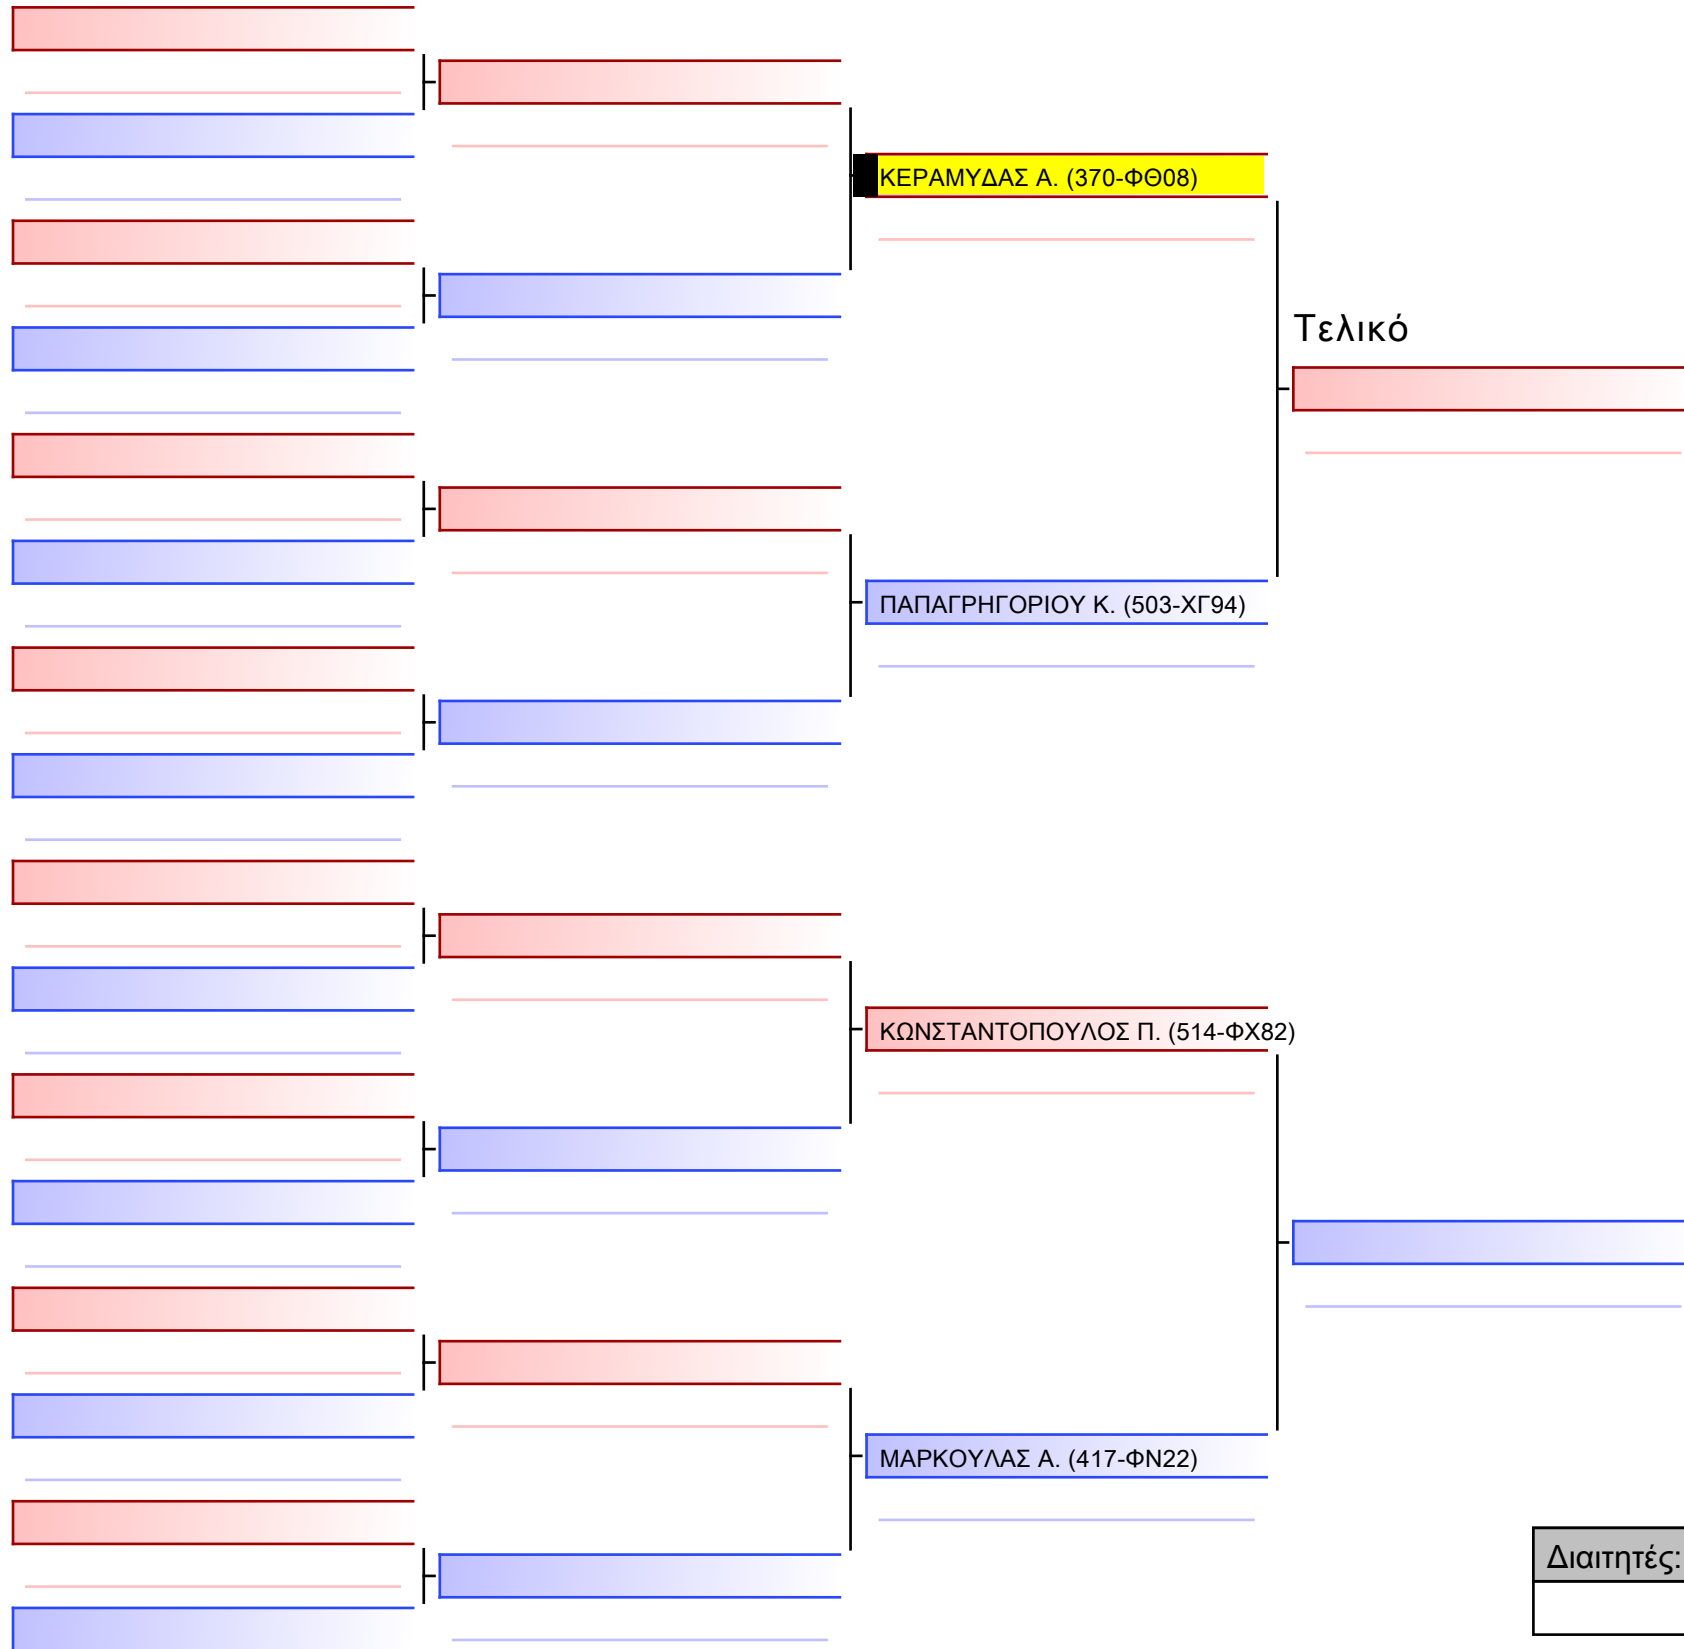 ΚΕΡΑΜΥΔΑΣ Α. (370-ΦΘ08)
Τελικό
ΠΑΠΑΓΡΗΓΟΡΙΟΥ Κ. (503-ΧΓ94)
ΚΩΝΣΤΑΝΤΟΠΟΥΛΟΣ Π. (514-ΦΧ82)
ΜΑΡΚΟΥΛΑΣ Α. (417-ΦΝ22)
Διαιτητές: